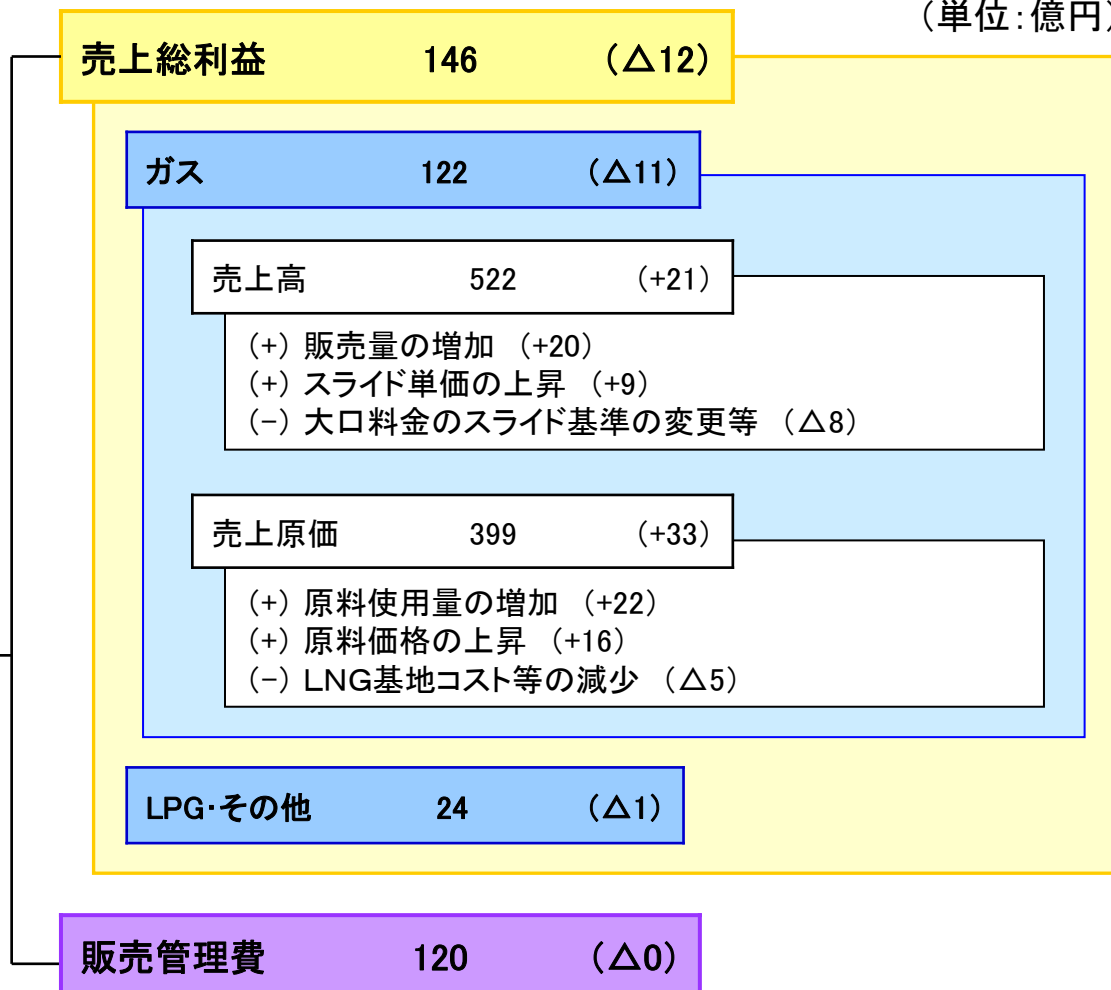 （単位：億円）
売上総利益 146 （△12）
ガス 122 （△11）
売上高 522 （+21）
（+） 販売量の増加 （+20）
（+） スライド単価の上昇 （+9）
（−） 大口料金のスライド基準の変更等 （△8）
売上原価 399 （+33）
（+） 原料使用量の増加 （+22）
（+） 原料価格の上昇 （+16）
（−） LNG基地コスト等の減少 （△5）
LPG･その他 24 （△1）
販売管理費 120 （△0）